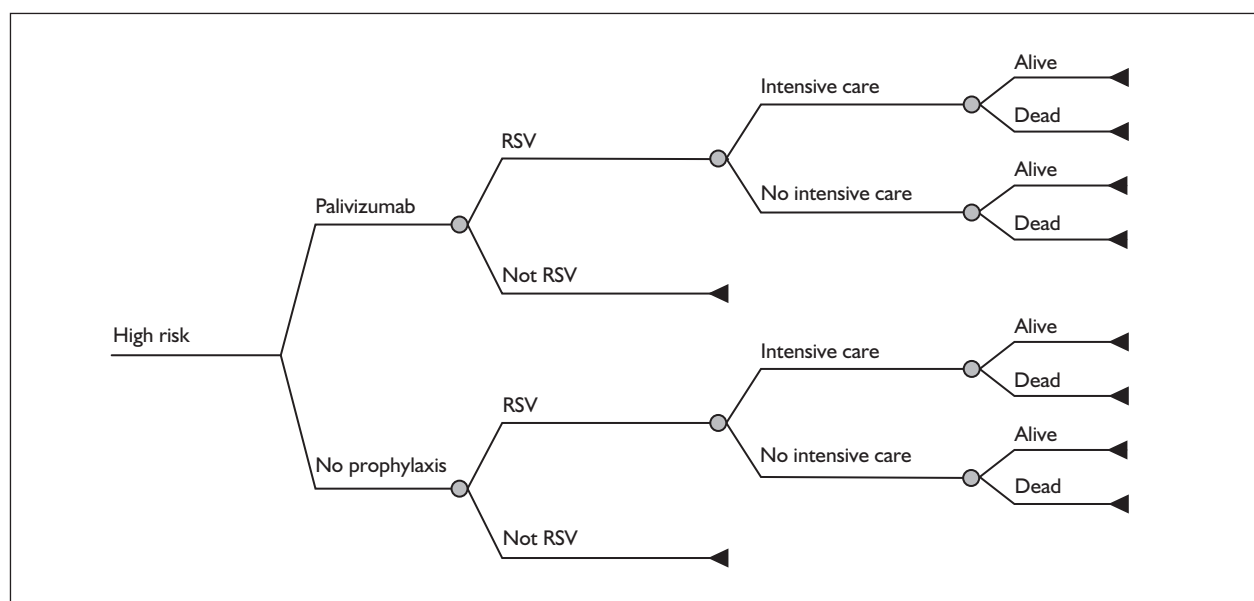 Alive
Intensive care
Dead
RSV
Alive
No intensive care
Palivizumab
Dead
Not RSV
High risk
Alive
Intensive care
Dead
RSV
Alive
No intensive care
No prophylaxis
Dead
Not RSV